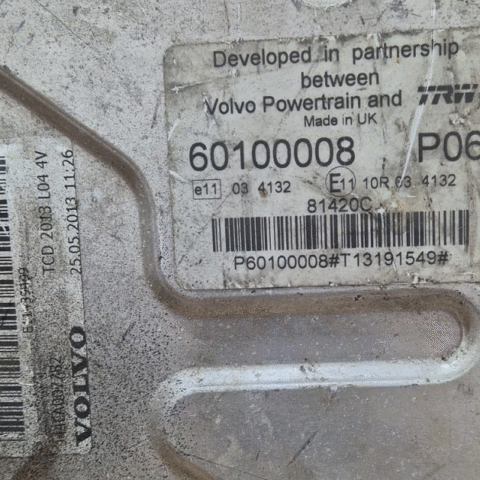 Developed in partnership
between
Volvo Powertrain and TRW
Made in UK
60100008 P06
e11 03 4132 E11 10R 03 4132
81420C
P60100008#T13191549#
TCD 2013 L04 4V
25.05.2013 11:26
VOLVO